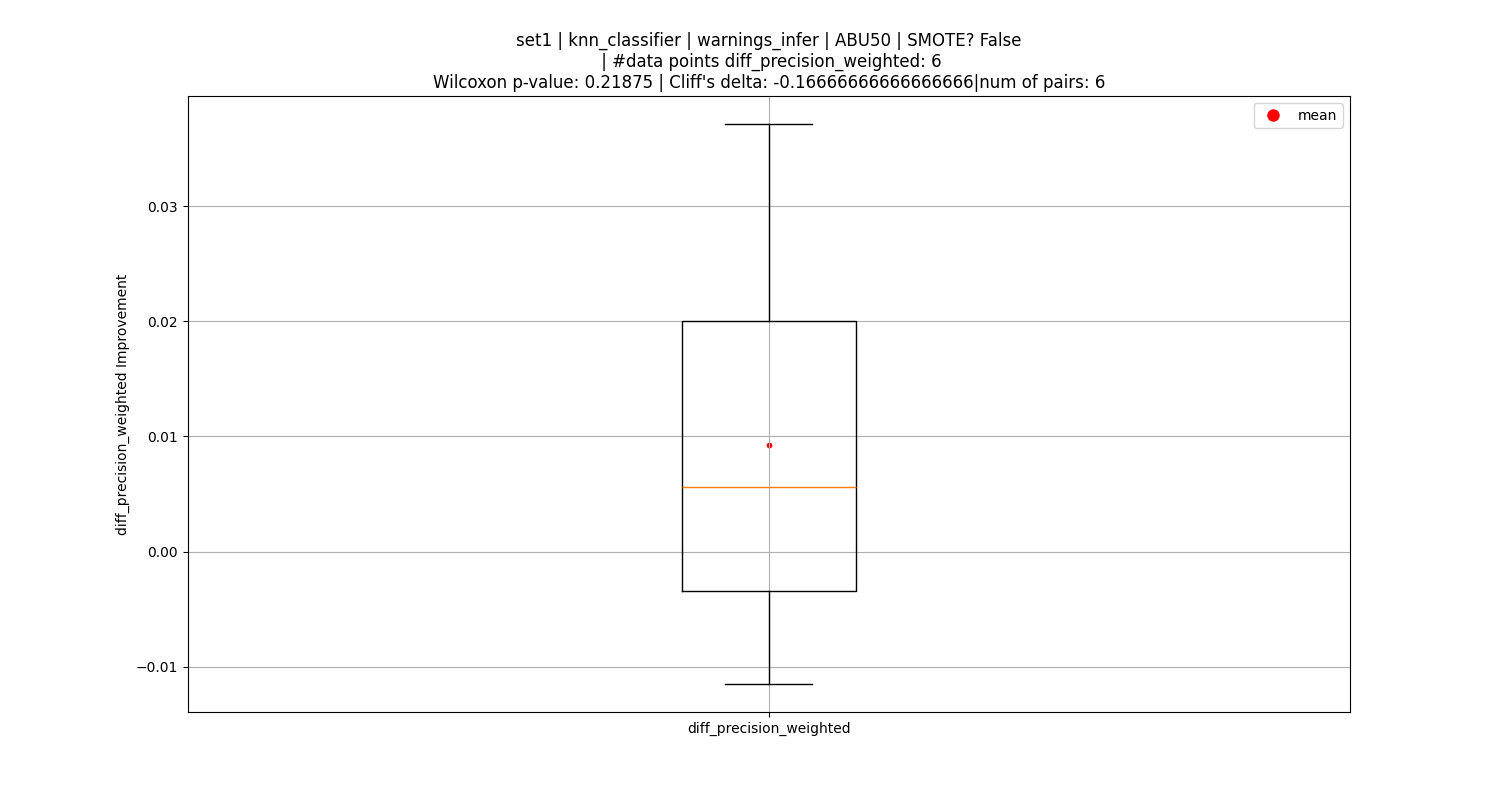 set1 | knn_classifier | warnings_infer | ABU50 | SMOTE? False
| #data points diff_precision_weighted: 6
Wilcoxon p-value: 0.21875 | Cliff's delta: -0.16666666666666666|num of pairs: 6
mean
0.03
0.02
0.01
0.00
−0.01
diff_precision_weighted Improvement
diff_precision_weighted